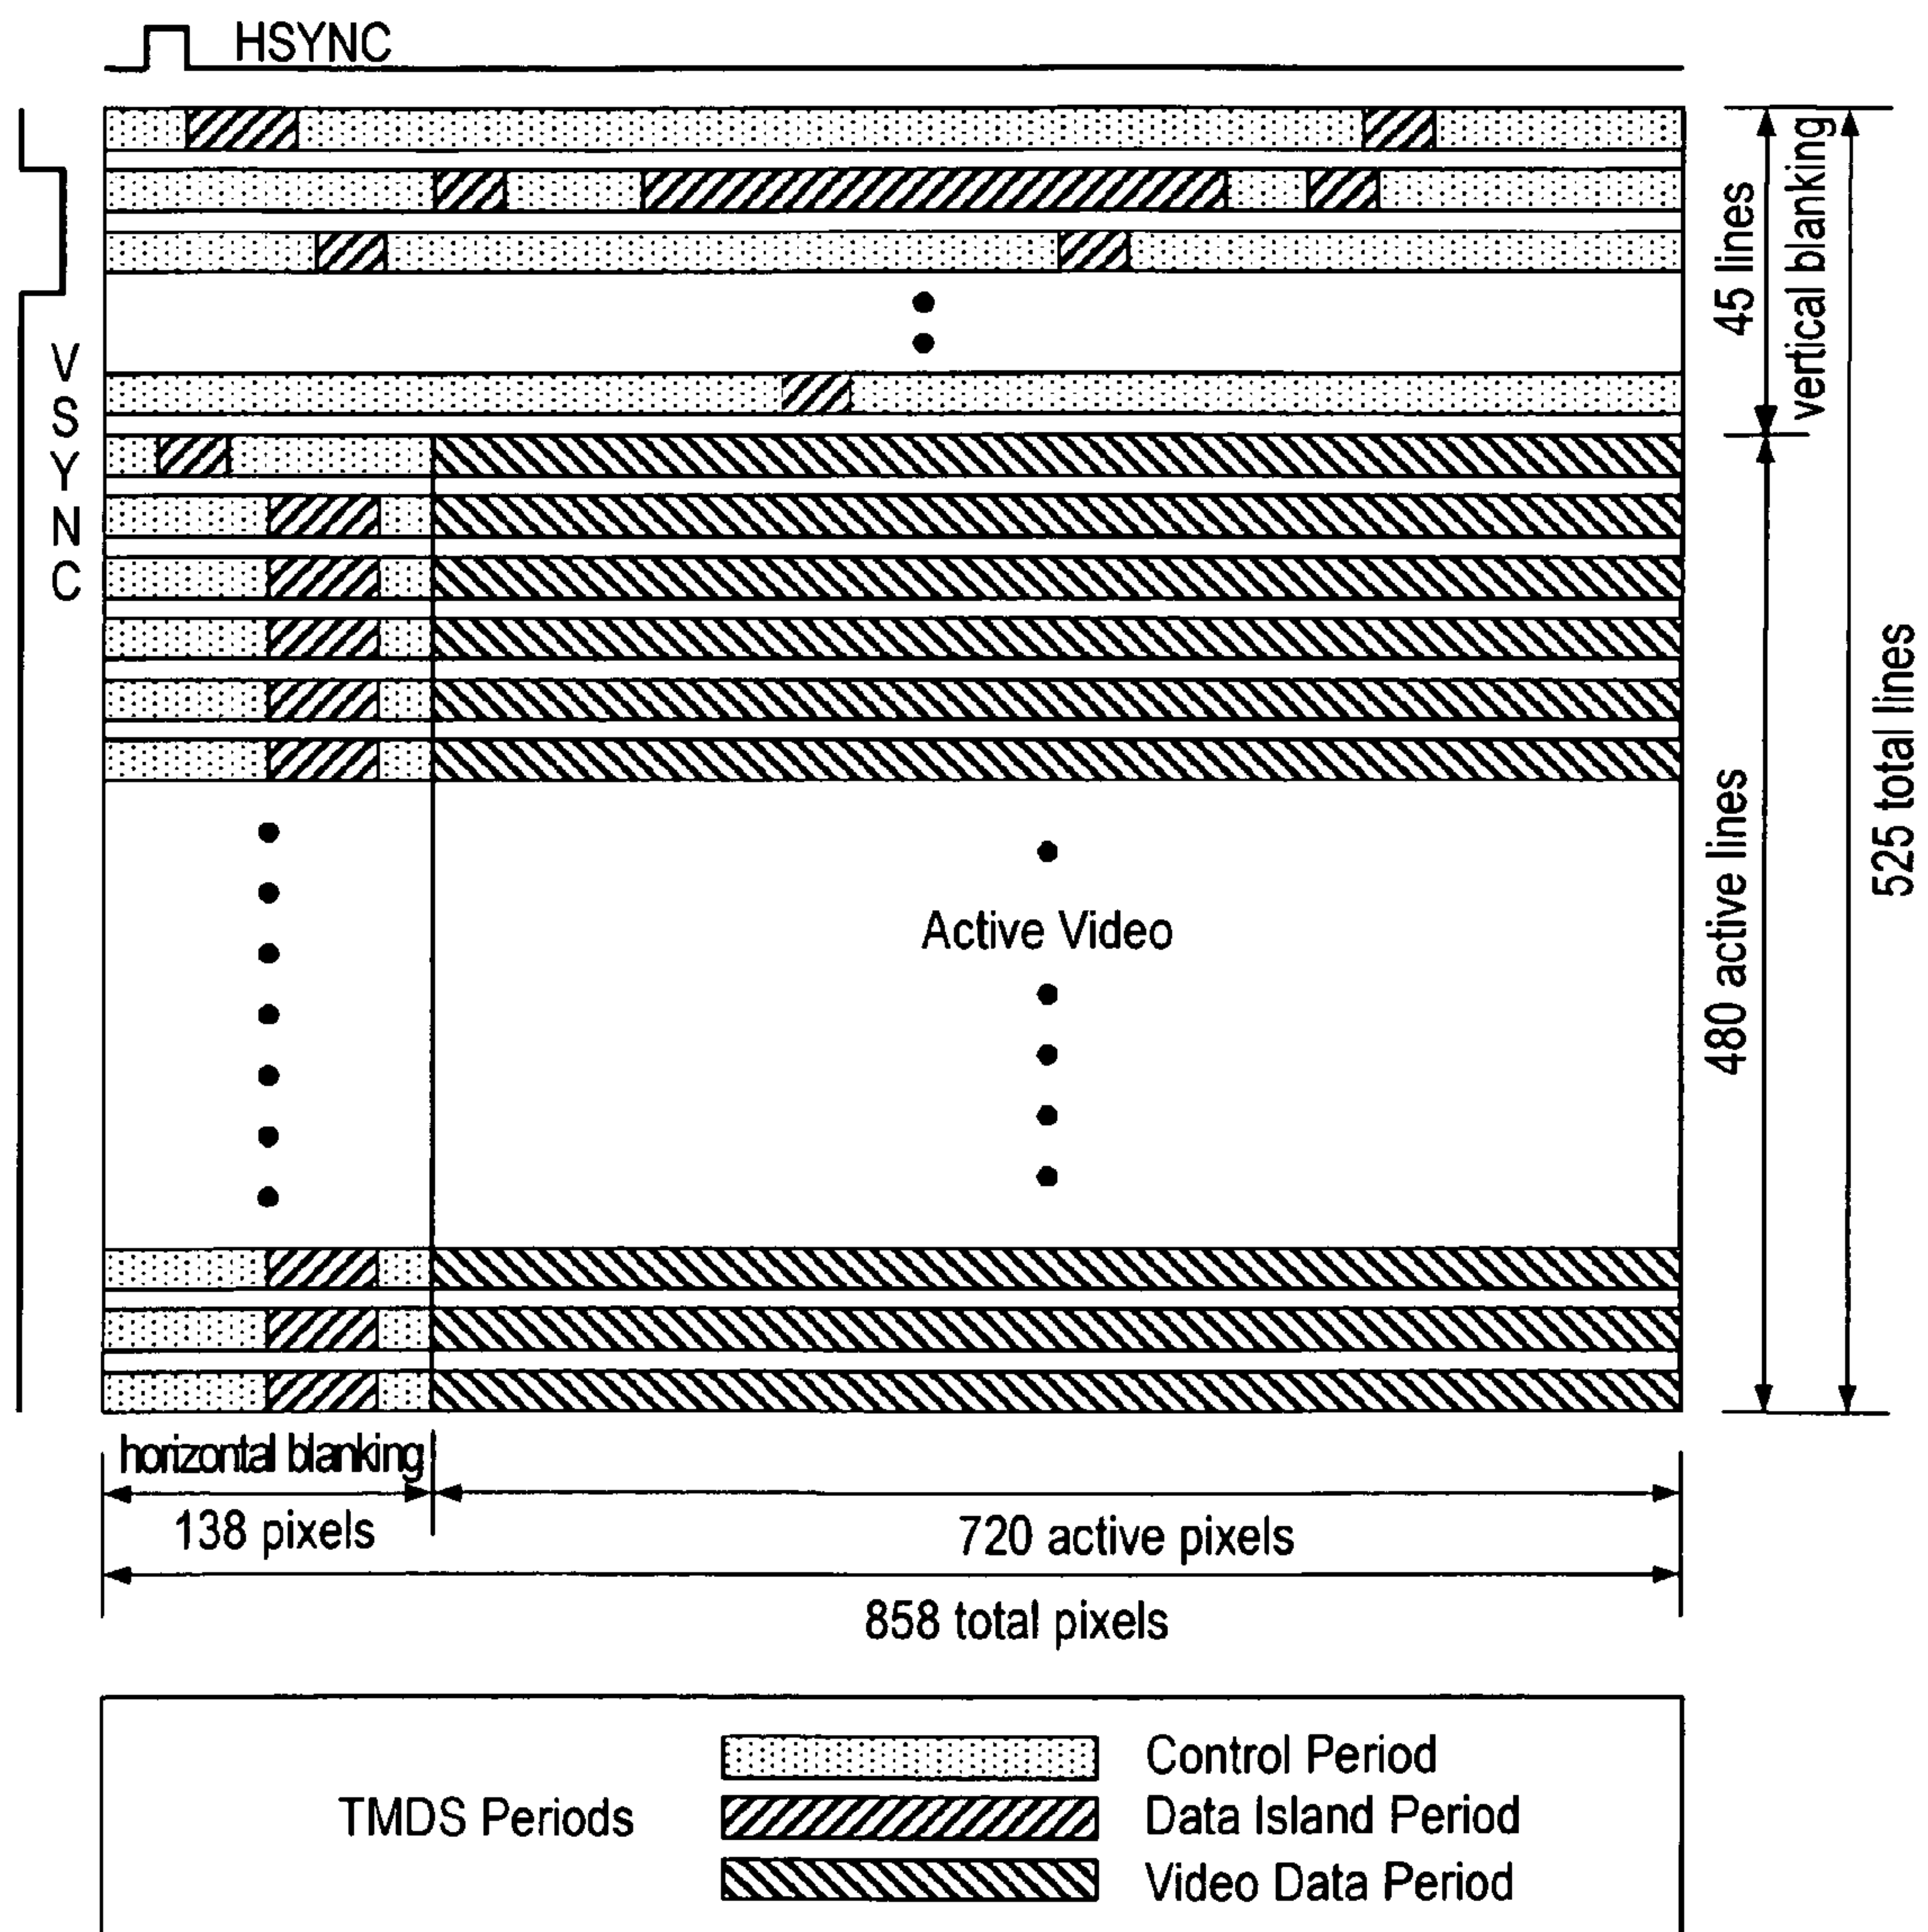 HSYNC
VSYNC
45 lines
vertical blanking
480 active lines
525 total lines
Active Video
horizontal blanking
138 pixels
720 active pixels
858 total pixels
TMDS Periods
Control Period
Data Island Period
Video Data Period